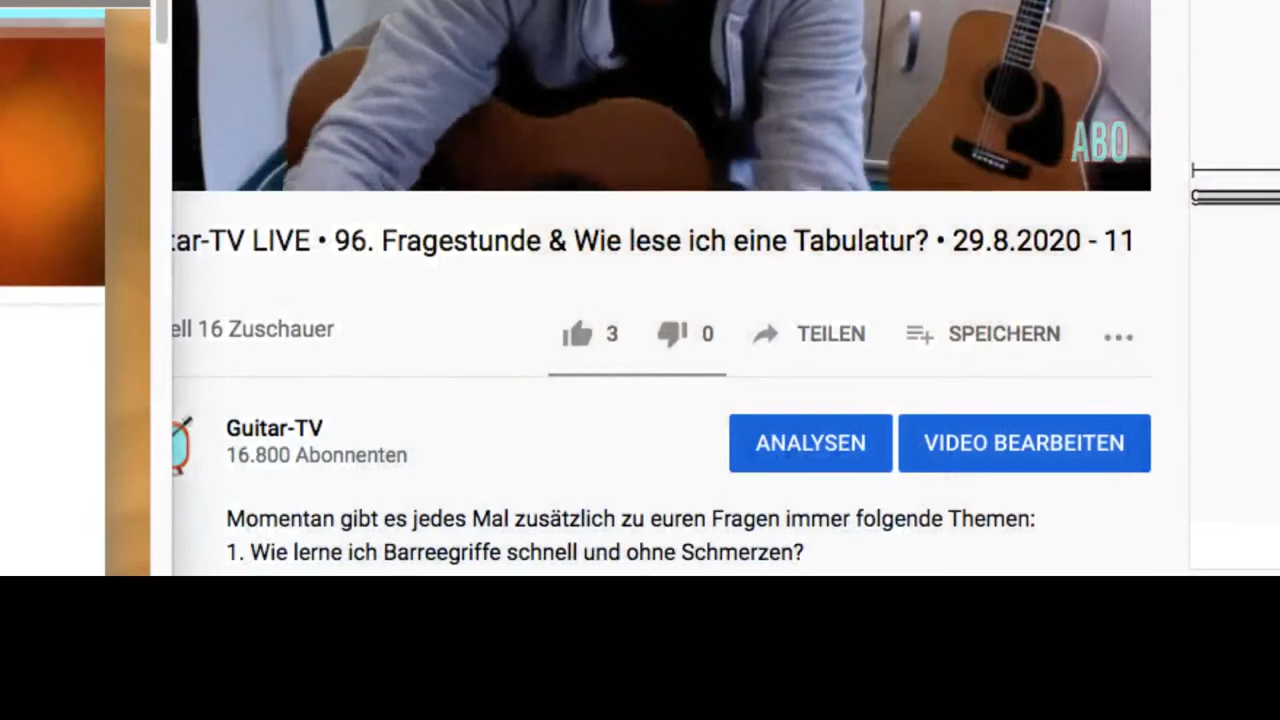 ABO
tar-TV LIVE • 96. Fragestunde & Wie lese ich eine Tabulatur? • 29.8.2020 - 11
ell 16 Zuschauer
3
0
TEILEN
SPEICHERN
Guitar-TV
16.800 Abonnenten
ANALYSEN
VIDEO BEARBEITEN
Momentan gibt es jedes Mal zusätzlich zu euren Fragen immer folgende Themen:
1. Wie lerne ich Barreegriffe schnell und ohne Schmerzen?